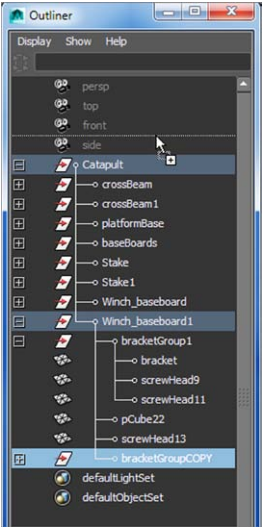 Outliner
Display Show Help
persp
top
front
side
Catapult
crossBeam
crossBeam1
platformBase
baseBoards
Stake
Stake1
Winch_baseboard
Winch_baseboard1
bracketGroup1
bracket
screwHead9
screwHead11
pCube22
screwHead13
bracketGroupCOPY
defaultLightSet
defaultObjectSet